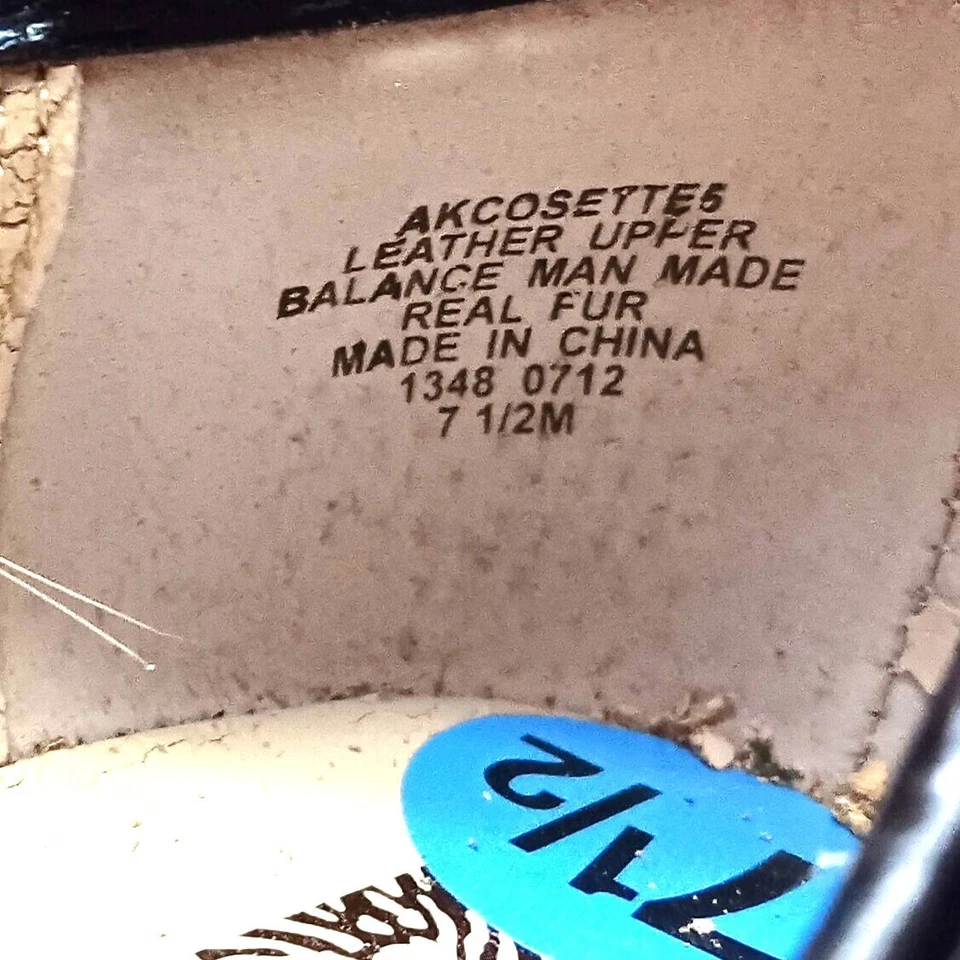 AKCOSETTE5
LEATHER UPPER
BALANCE MAN MADE
REAL FUR
MADE IN CHINA
1348 0712
7 1/2M
7 1/2